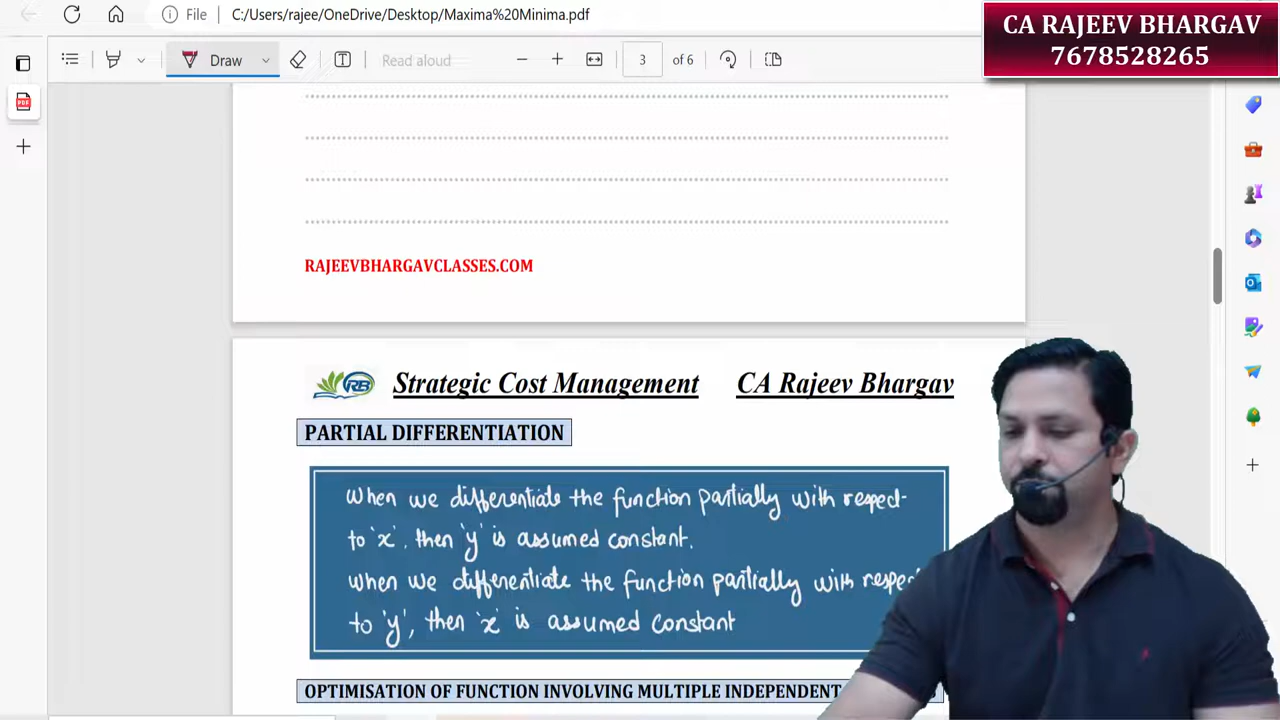 File C:/Users/rajee/OneDrive/Desktop/Maxima%20Minima.pdf
CA RAJEEV BHARGAV
7678528265
Draw Read aloud 3 of 6
RAJEEVBHARGAVCLASSES.COM
RB Strategic Cost Management CA Rajeev Bhargav
PARTIAL DIFFERENTIATION
When we differentiate the function partially with respect
to 'x', then 'y' is assumed constant.
When we differentiate the function partially with respec
to 'y', then 'x' is assumed constant
OPTIMISATION OF FUNCTION INVOLVING MULTIPLE INDEPENDENT